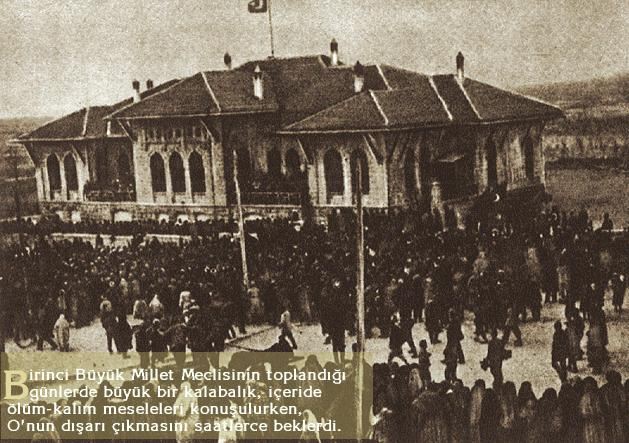 Birinci Büyük Millet Meclisinin toplandığı
günlerde büyük bir kalabalık, içeride
ölüm-kalım meseleleri konuşulurken,
O'nun dışarı çıkmasını saatlerce beklerdi.